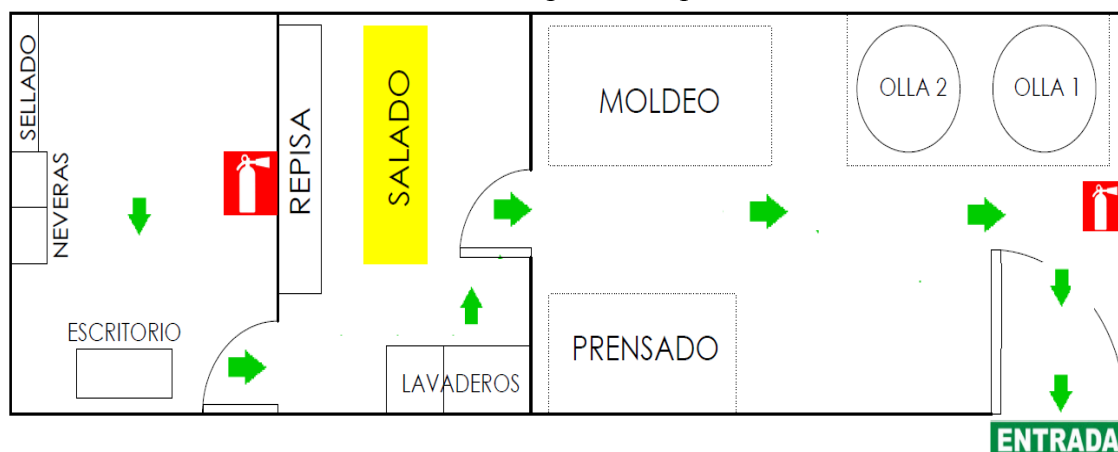 SELLADO
NEVERAS
ESCRITORIO
REPISA
SALADO
LAVADEROS
MOLDEO
PRENSADO
OLLA 2
OLLA 1
ENTRADA